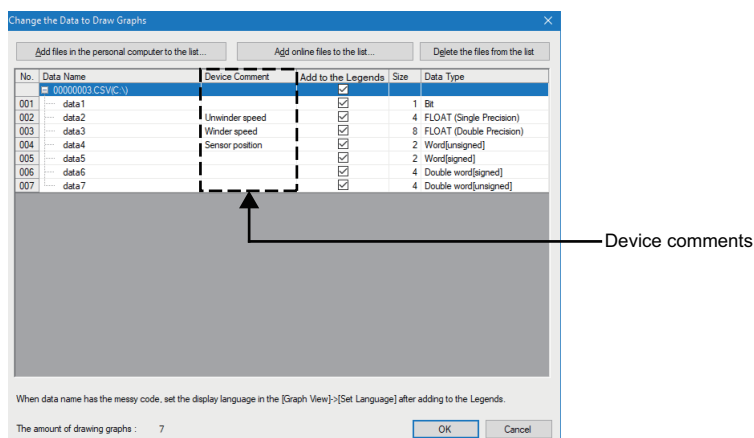 Change the Data to Draw Graphs
Add files in the personal computer to the list... Add online files to the list... Delete the files from the list
No. Data Name Device Comment Add to the Legends Size Data Type
00000003.CSV(C:\)
001 data1 1 Bit
002 data2 Unwinder speed 4 FLOAT (Single Precision)
003 data3 Winder speed 8 FLOAT (Double Precision)
004 data4 Sensor position 2 Word[unsigned]
005 data5 2 Word[signed]
006 data6 4 Double word[signed]
007 data7 4 Double word[unsigned]
Device comments
When data name has the messy code, set the display language in the [Graph View]->[Set Language] after adding to the Legends.
The amount of drawing graphs : 7 OK Cancel